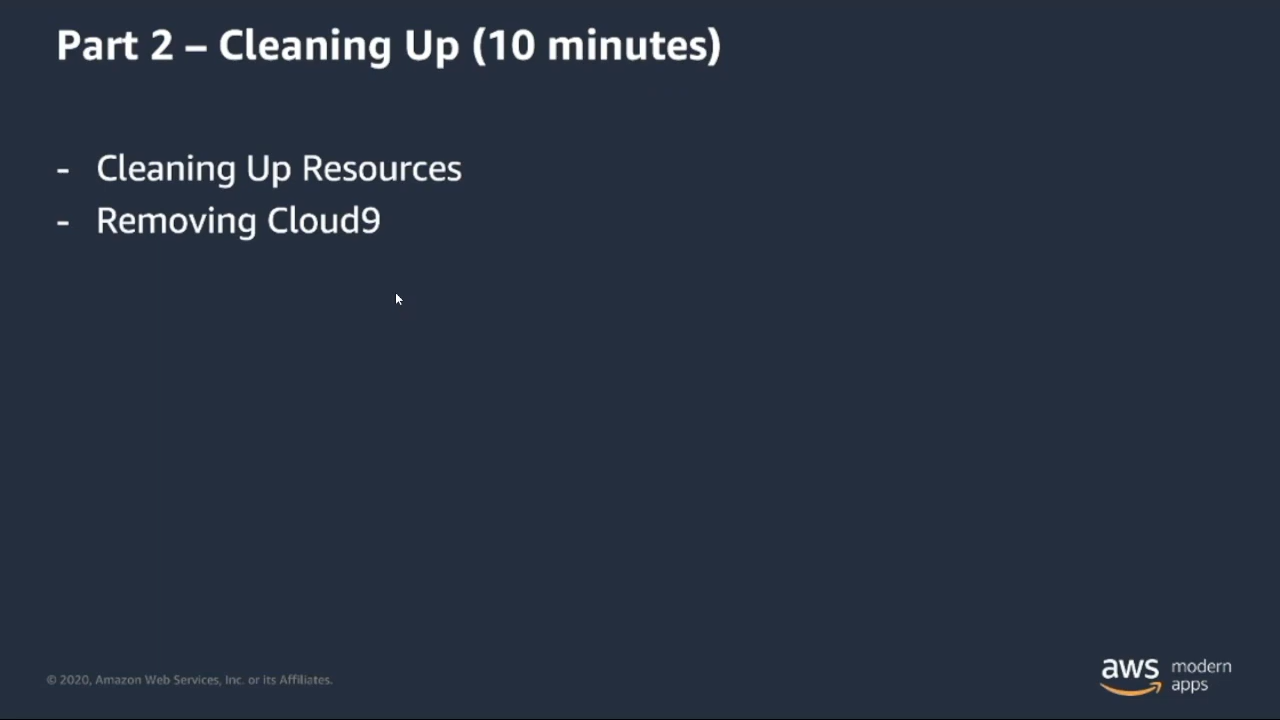 Part 2 – Cleaning Up (10 minutes)
- Cleaning Up Resources
- Removing Cloud9
© 2020, Amazon Web Services, Inc. or its Affiliates.
aws modern
apps